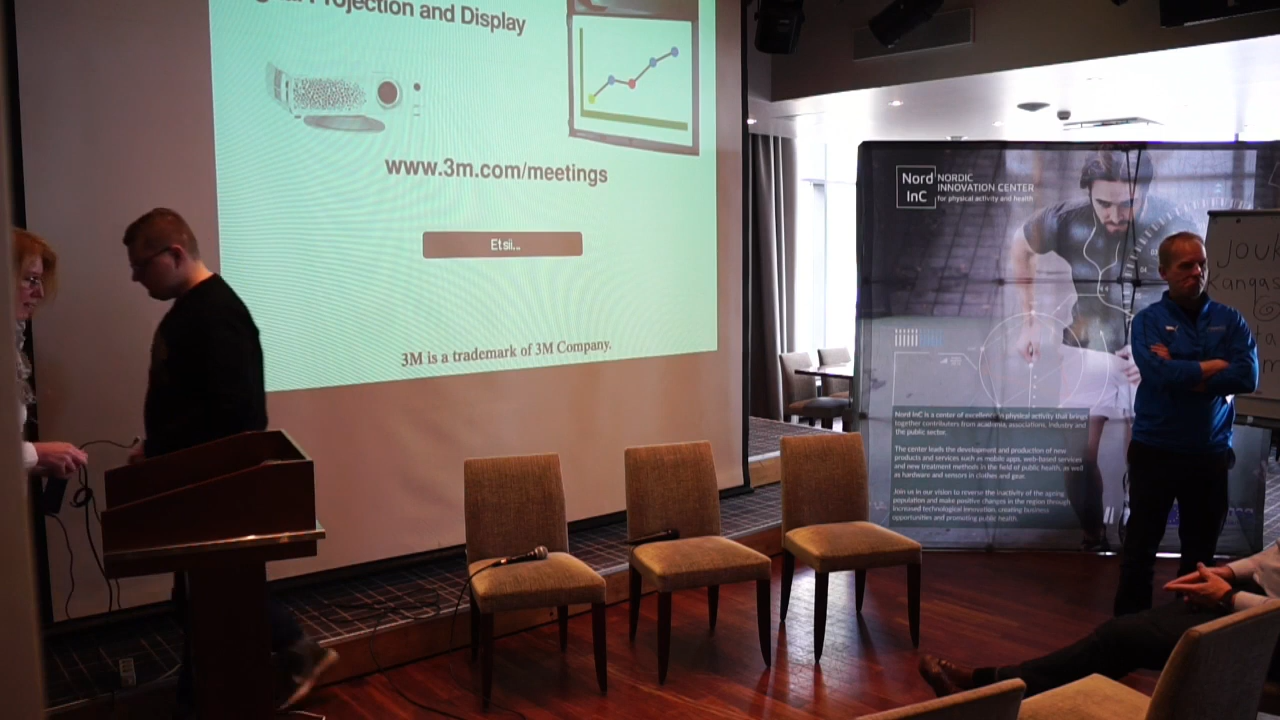 Projection and Display
www.3m.com/meetings
Etsii...
3M is a trademark of 3M Company.
Nord
InC
NORDIC
INNOVATION CENTER
for physical activity and health
Nord InC is a center of excellence in physical activity that brings
together contributers from academia, associations, industry and
the public sector.
The center leads the development and production of new
products and services such as mobile apps, web-based services
and new treatment methods in the field of public health, as well
as hardware and sensors in clothes and gear.
Join us in our vision to reverse the inactivity of the ageing
population and make positive changes in the region through
increased technological innovation, creating business
opportunities and promoting public health.
JOU
Kangas
@